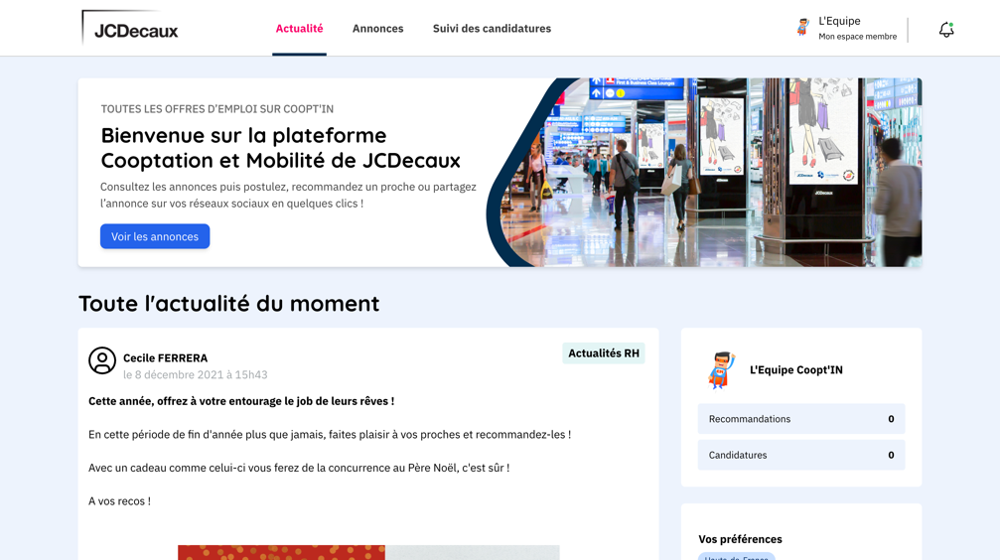 JCDecaux
Actualité
Annonces
Suivi des candidatures
L'Equipe
Mon espace membre
TOUTES LES OFFRES D'EMPLOI SUR COOPT'IN
Bienvenue sur la plateforme
Cooptation et Mobilité de JCDecaux
Consultez les annonces puis postulez, recommandez un proche ou partagez
l'annonce sur vos réseaux sociaux en quelques clics !
Voir les annonces
Toute l'actualité du moment
Cecile FERRERA
le 8 décembre 2021 à 15h43
Actualités RH
Cette année, offrez à votre entourage le job de leurs rêves !
En cette période de fin d'année plus que jamais, faites plaisir à vos proches et recommandez-les !
Avec un cadeau comme celui-ci vous ferez de la concurrence au Père Noël, c'est sûr !
A vos recos !
L'Equipe Coopt'IN
Recommandations 0
Candidatures 0
Vos préférences
Hauts-de-France